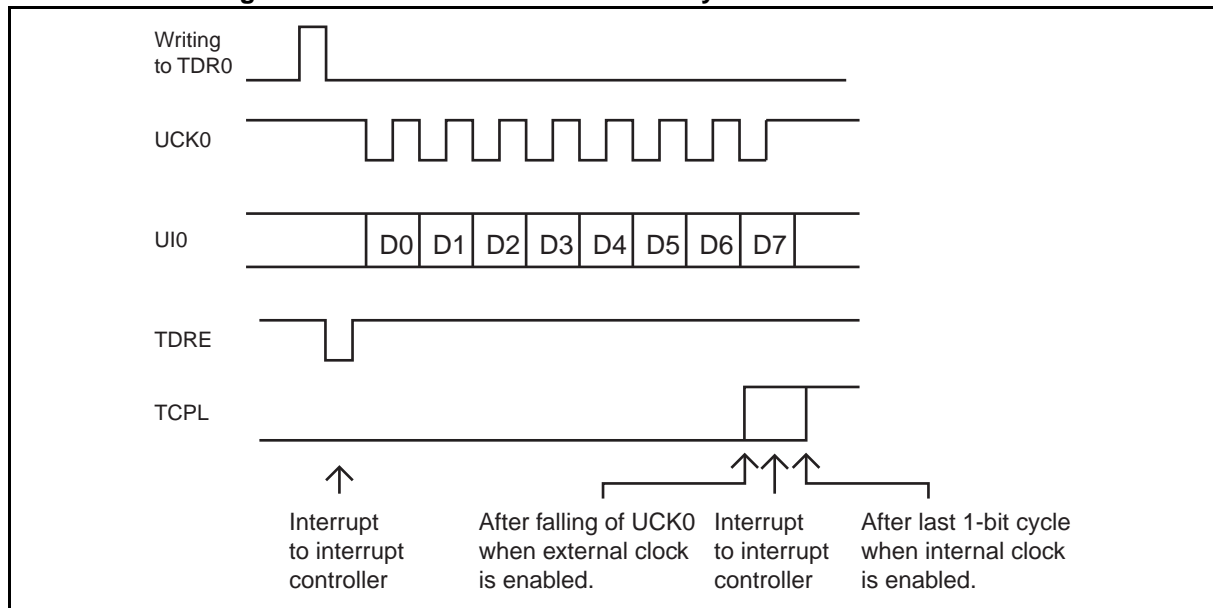 Writing
to TDR0
UCK0
UI0
D0 D1 D2 D3 D4 D5 D6 D7
TDRE
TCPL
Interrupt
to interrupt
controller
After falling of UCK0
when external clock
is enabled.
Interrupt
to interrupt
controller
After last 1-bit cycle
when internal clock
is enabled.